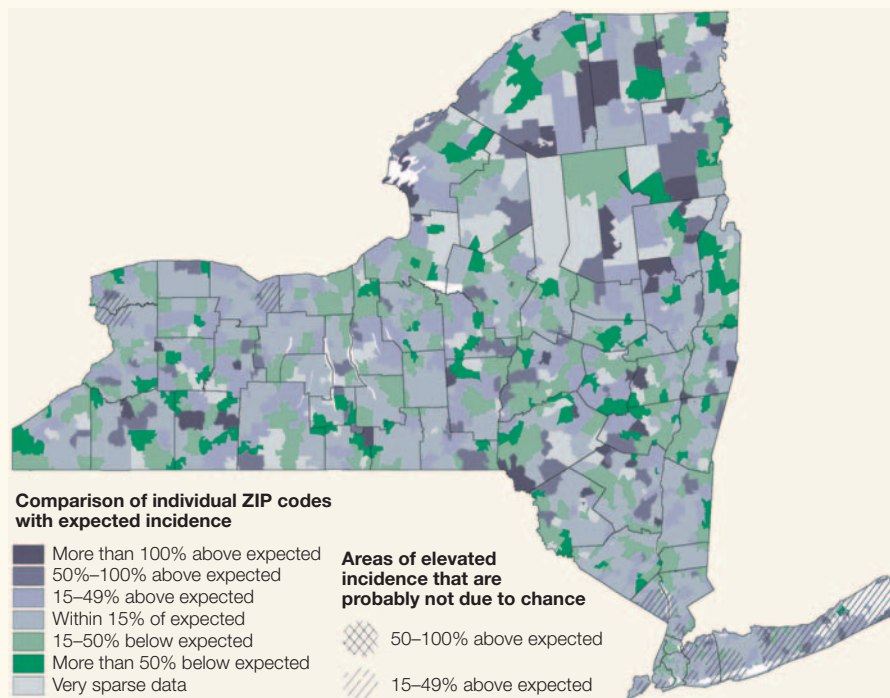 Comparison of individual ZIP codes
with expected incidence
More than 100% above expected
50%–100% above expected
15–49% above expected
Within 15% of expected
15–50% below expected
More than 50% below expected
Very sparse data
Areas of elevated
incidence that are
probably not due to chance
50–100% above expected
15–49% above expected